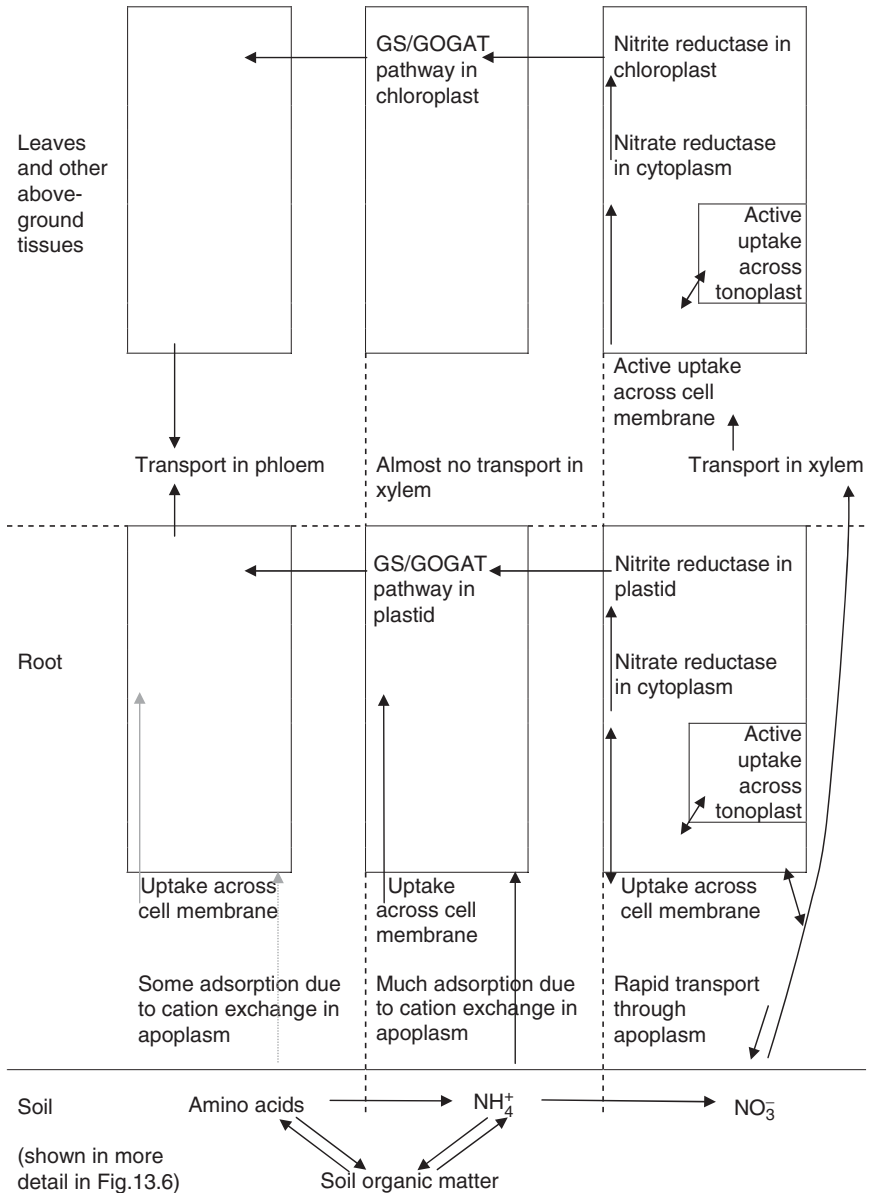 GS/GOGAT
pathway in
chloroplast
Nitrite reductase in
chloroplast
Leaves
and other
above-
ground
tissues
Nitrate reductase
in cytoplasm
Active
uptake
across
tonoplast
Active uptake
across cell
membrane
Transport in phloem
Almost no transport in
xylem
Transport in xylem
GS/GOGAT
pathway in
plastid
Nitrite reductase in
plastid
Root
Nitrate reductase
in cytoplasm
Active
uptake
across
tonoplast
Uptake across
cell membrane
Uptake
across cell
membrane
Uptake across
cell membrane
Some adsorption due
to cation exchange in
apoplasm
Much adsorption due
to cation exchange in
apoplasm
Rapid transport
through
apoplasm
Soil
Amino acids
NH₄⁺
NO₃⁻
(shown in more
detail in Fig.13.6)
Soil organic matter